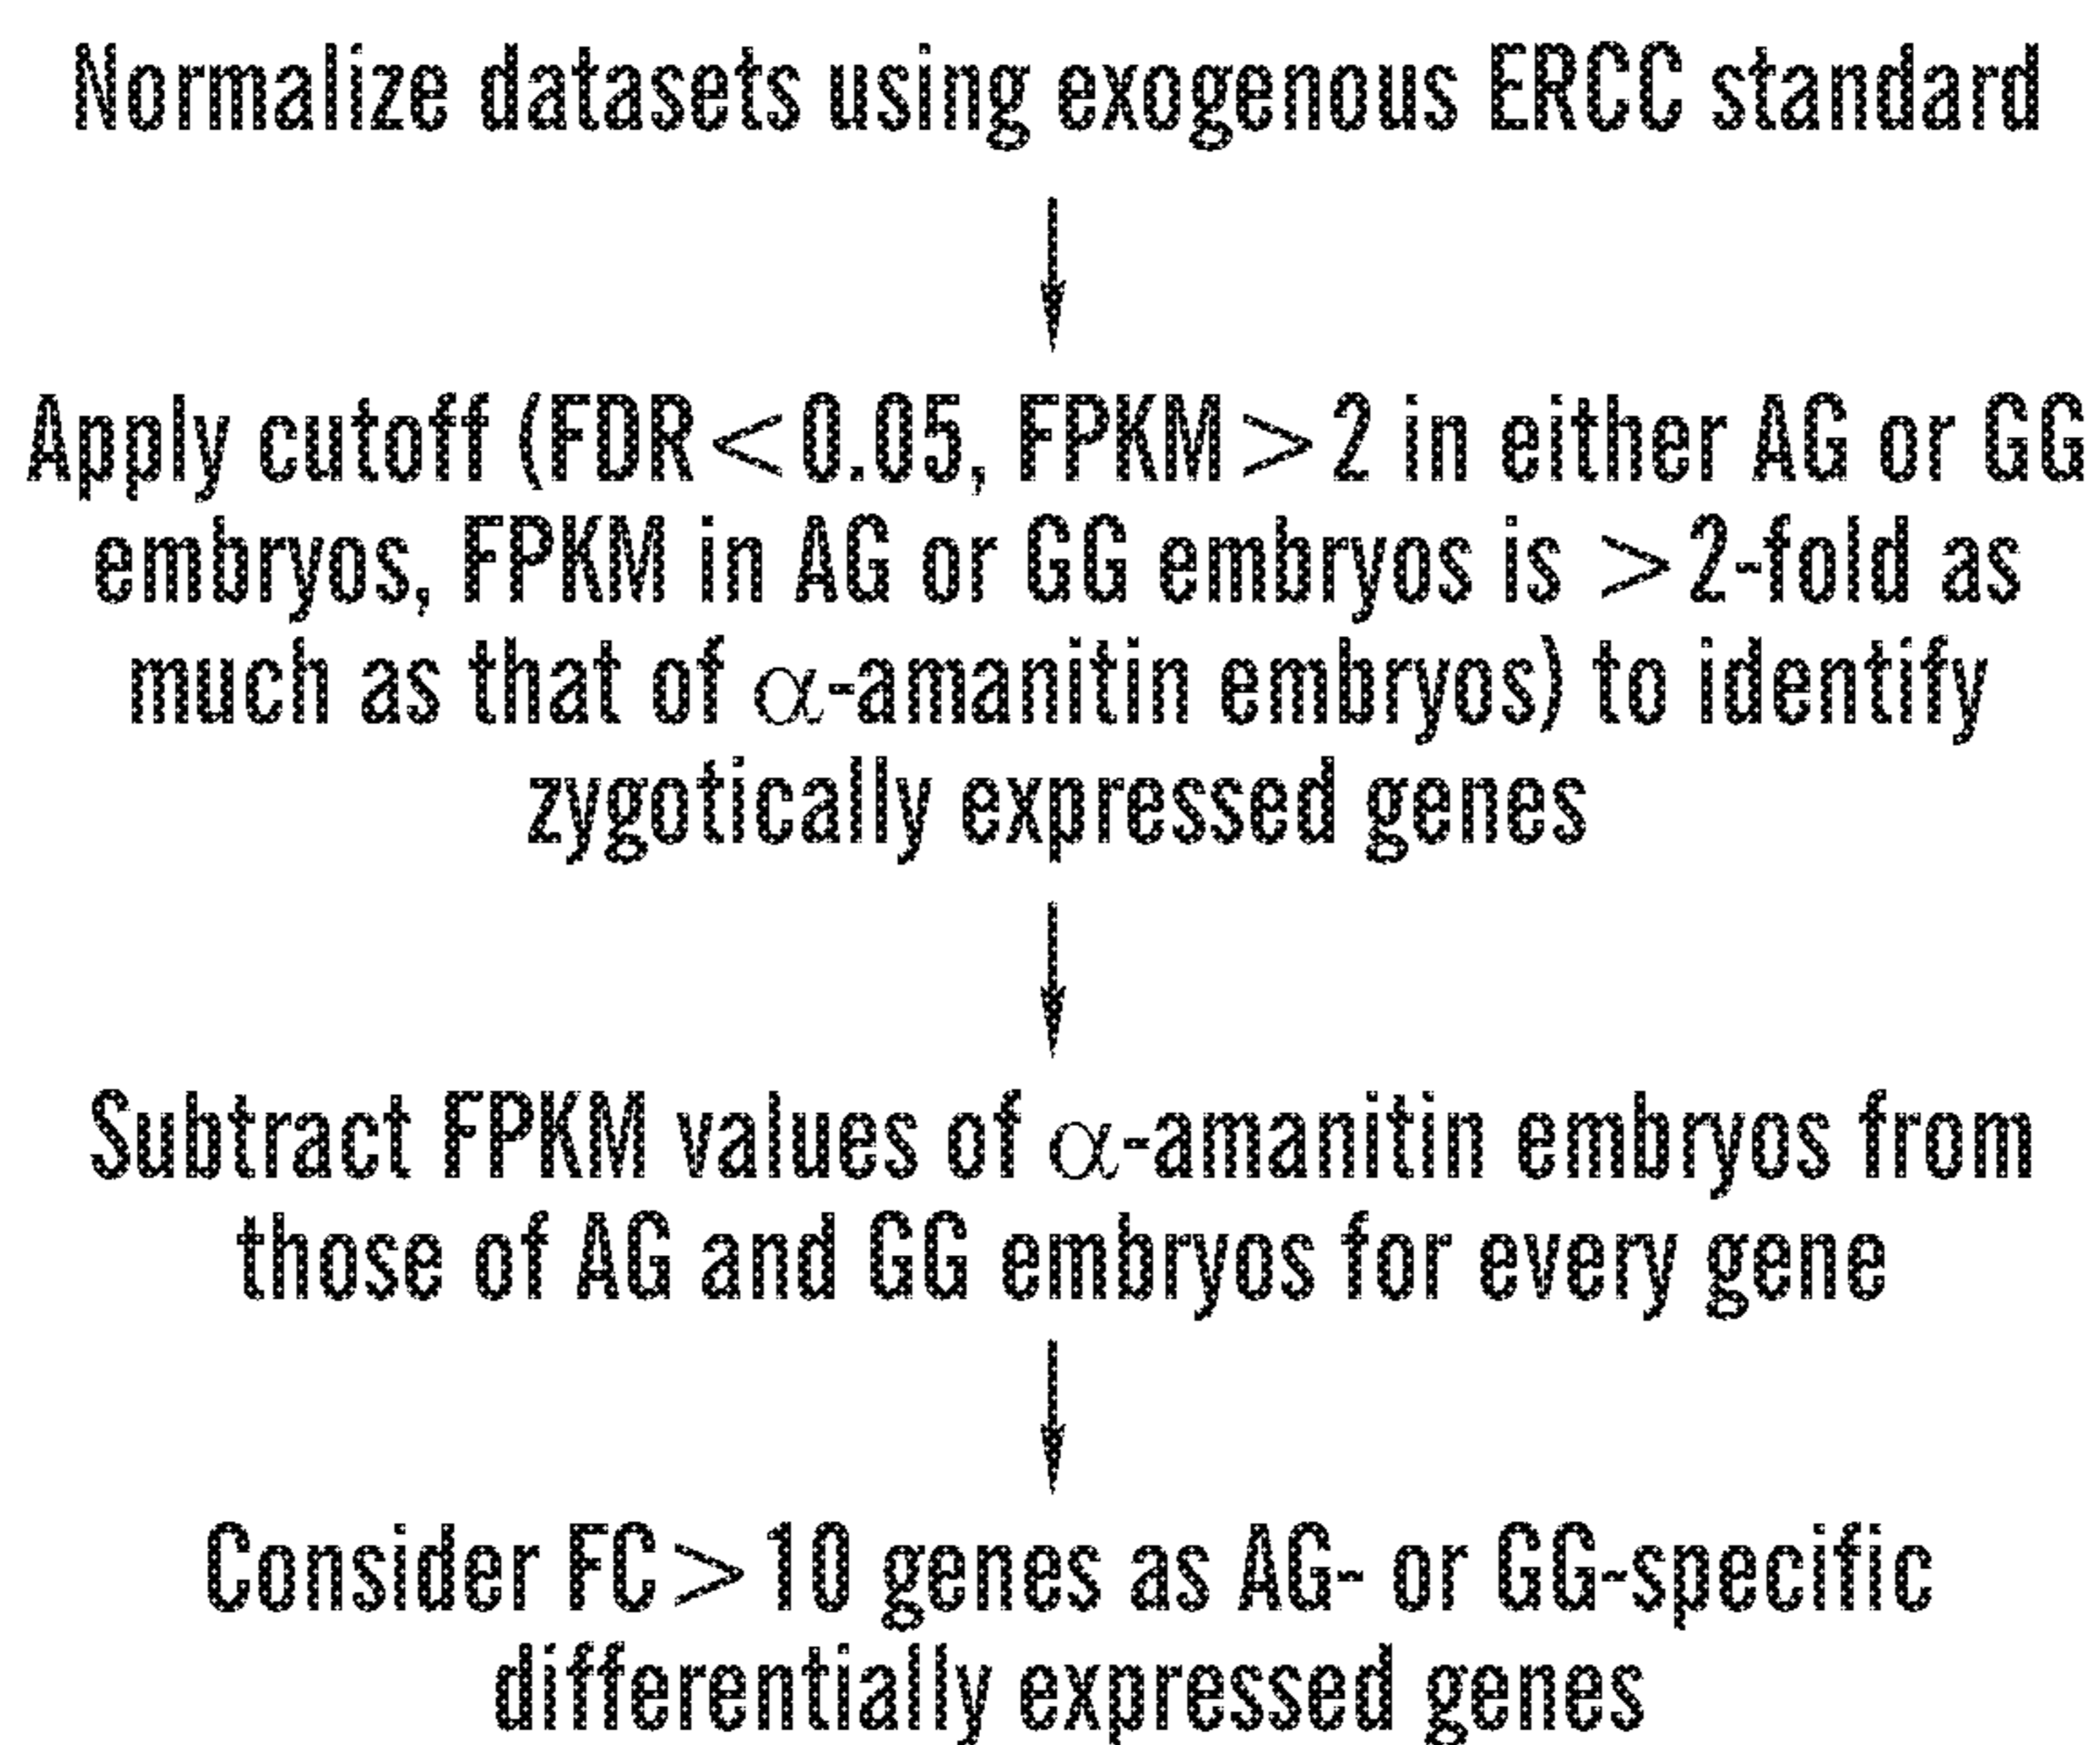 Normalize datasets using exogenous ERCC standard
Apply cutoff (FDR < 0.05, FPKM > 2 in either AG or GG
embryos, FPKM in AG or GG embryos is > 2-fold as
much as that of α-amanitin embryos) to identify
zygotically expressed genes
Subtract FPKM values of α-amanitin embryos from
those of AG and GG embryos for every gene
Consider FC > 10 genes as AG- or GG-specific
differentially expressed genes